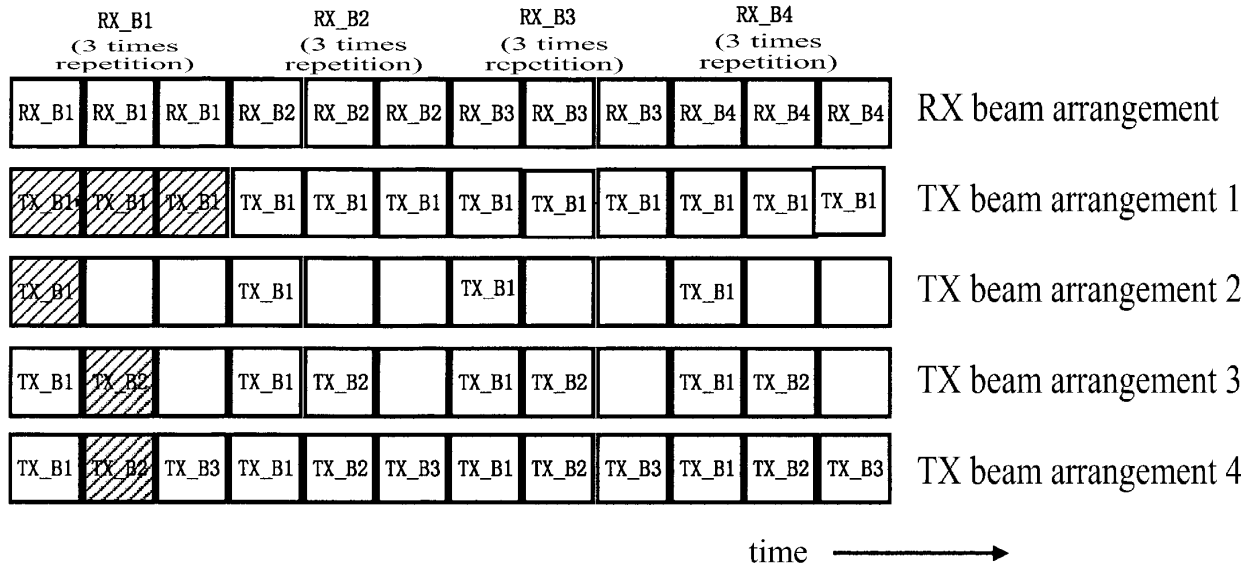 RX_B1 RX_B2 RX_B3 RX_B4
(3 times (3 times (3 times (3 times
repetition) repetition) repetition) repetition)
RX_B1 RX_B1 RX_B1 RX_B2 RX_B2 RX_B2 RX_B3 RX_B3 RX_B3 RX_B4 RX_B4 RX_B4 RX beam arrangement
TX_B1 TX_B1 TX_B1 TX_B1 TX_B1 TX_B1 TX_B1 TX_B1 TX_B1 TX_B1 TX_B1 TX_B1 TX beam arrangement 1
TX_B1 TX_B1 TX_B1 TX_B1 TX beam arrangement 2
TX_B1 TX_B2 TX_B1 TX_B2 TX_B1 TX_B2 TX_B1 TX_B2 TX beam arrangement 3
TX_B1 TX_B2 TX_B3 TX_B1 TX_B2 TX_B3 TX_B1 TX_B2 TX_B3 TX_B1 TX_B2 TX_B3 TX beam arrangement 4
time